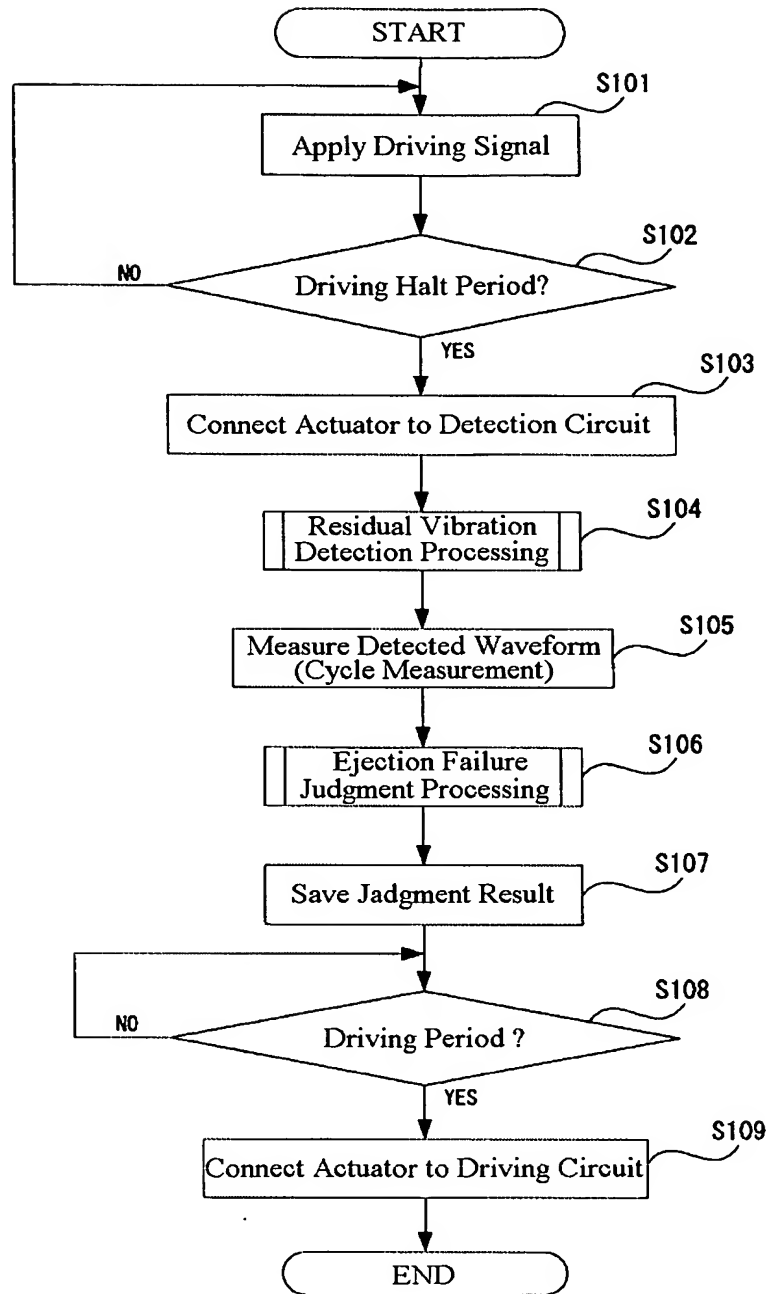 START
S101
Apply Driving Signal
S102
Driving Halt Period?
NO
YES
S103
Connect Actuator to Detection Circuit
S104
Residual Vibration
Detection Processing
S105
Measure Detected Waveform
(Cycle Measurement)
S106
Ejection Failure
Judgment Processing
S107
Save Jadgment Result
S108
Driving Period ?
NO
YES
S109
Connect Actuator to Driving Circuit
END